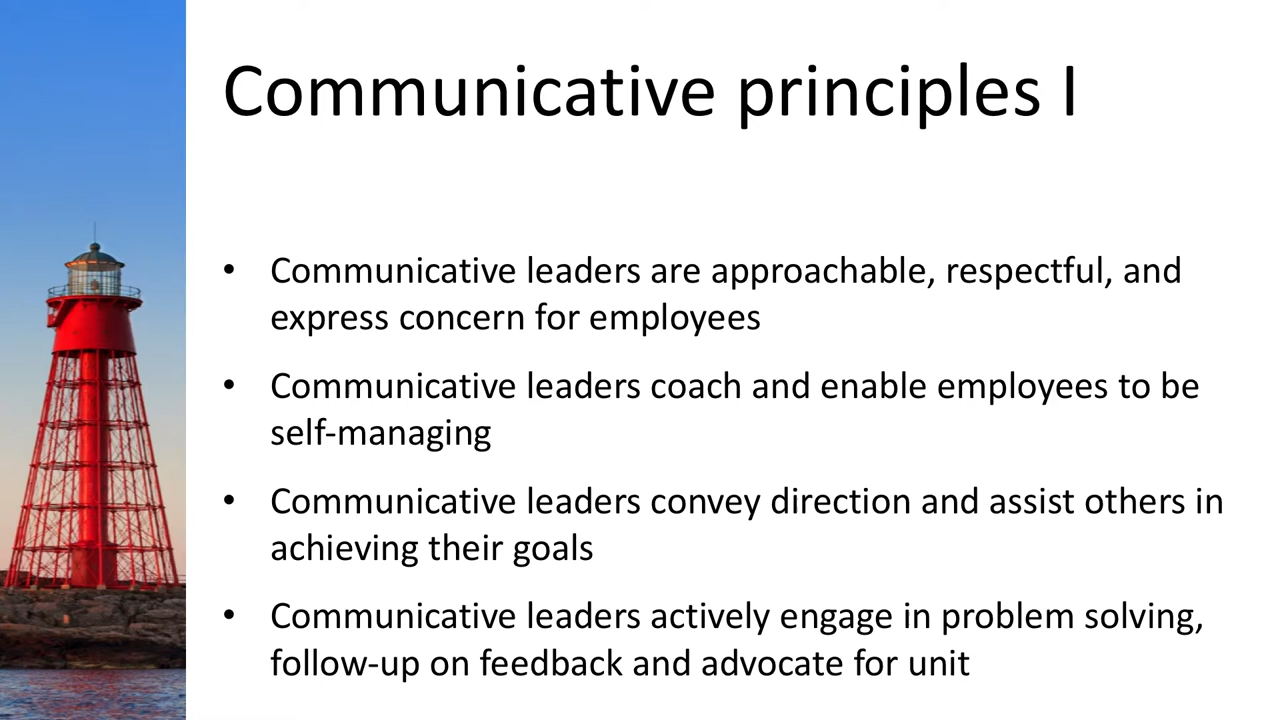 Communicative principles I
• Communicative leaders are approachable, respectful, and
express concern for employees
• Communicative leaders coach and enable employees to be
self-managing
• Communicative leaders convey direction and assist others in
achieving their goals
• Communicative leaders actively engage in problem solving,
follow-up on feedback and advocate for unit